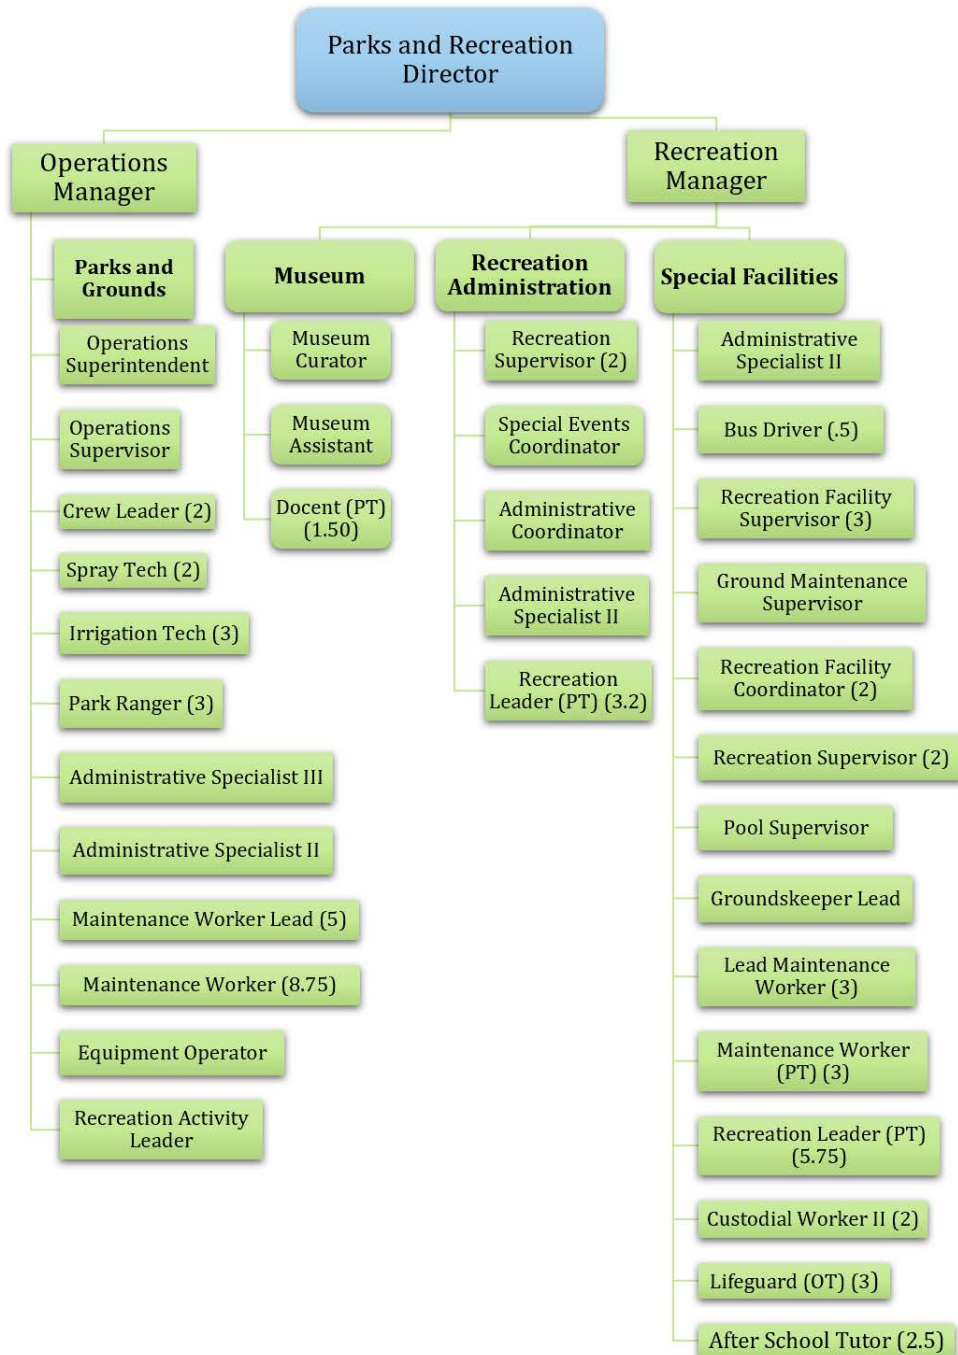 Parks and Recreation
Director
Operations
Manager
Recreation
Manager
Parks and
Grounds
Operations
Superintendent
Operations
Supervisor
Crew Leader (2)
Spray Tech (2)
Irrigation Tech (3)
Park Ranger (3)
Administrative Specialist III
Administrative Specialist II
Maintenance Worker Lead (5)
Maintenance Worker (8.75)
Equipment Operator
Recreation Activity
Leader
Museum
Museum
Curator
Museum
Assistant
Docent (PT)
(1.50)
Recreation
Administration
Recreation
Supervisor (2)
Special Events
Coordinator
Administrative
Coordinator
Administrative
Specialist II
Recreation
Leader (PT) (3.2)
Special Facilities
Administrative
Specialist II
Bus Driver (.5)
Recreation Facility
Supervisor (3)
Ground Maintenance
Supervisor
Recreation Facility
Coordinator (2)
Recreation Supervisor (2)
Pool Supervisor
Groundskeeper Lead
Lead Maintenance
Worker (3)
Maintenance Worker
(PT) (3)
Recreation Leader (PT)
(5.75)
Custodial Worker II (2)
Lifeguard (OT) (3)
After School Tutor (2.5)